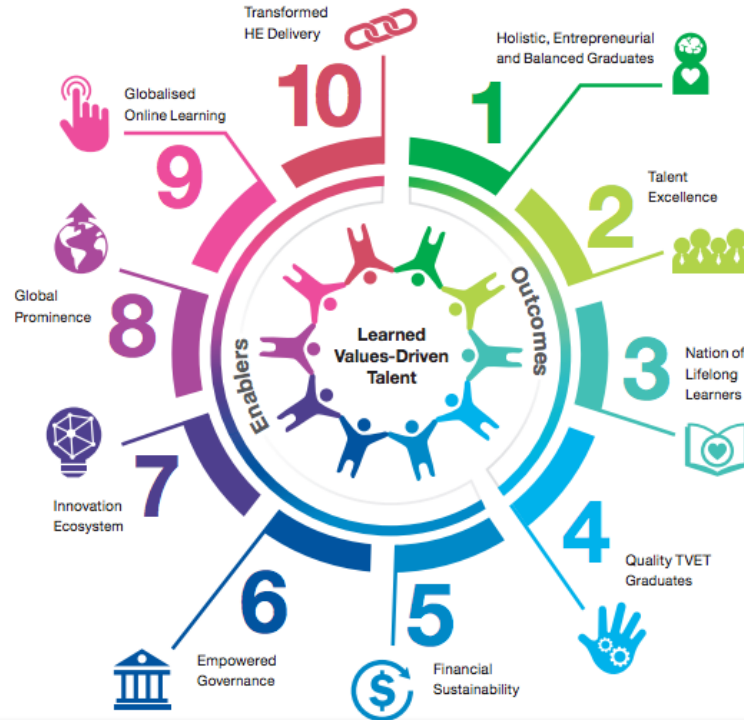 Transformed
HE Delivery
10
Holistic, Entrepreneurial
and Balanced Graduates
1
Talent
Excellence
2
Nation of
Lifelong
Learners
3
Quality TVET
Graduates
4
Financial
Sustainability
5
Empowered
Governance
6
Innovation
Ecosystem
7
Global
Prominence
8
Globalised
Online Learning
9
Outcomes
Enablers
Learned
Values-Driven
Talent
$